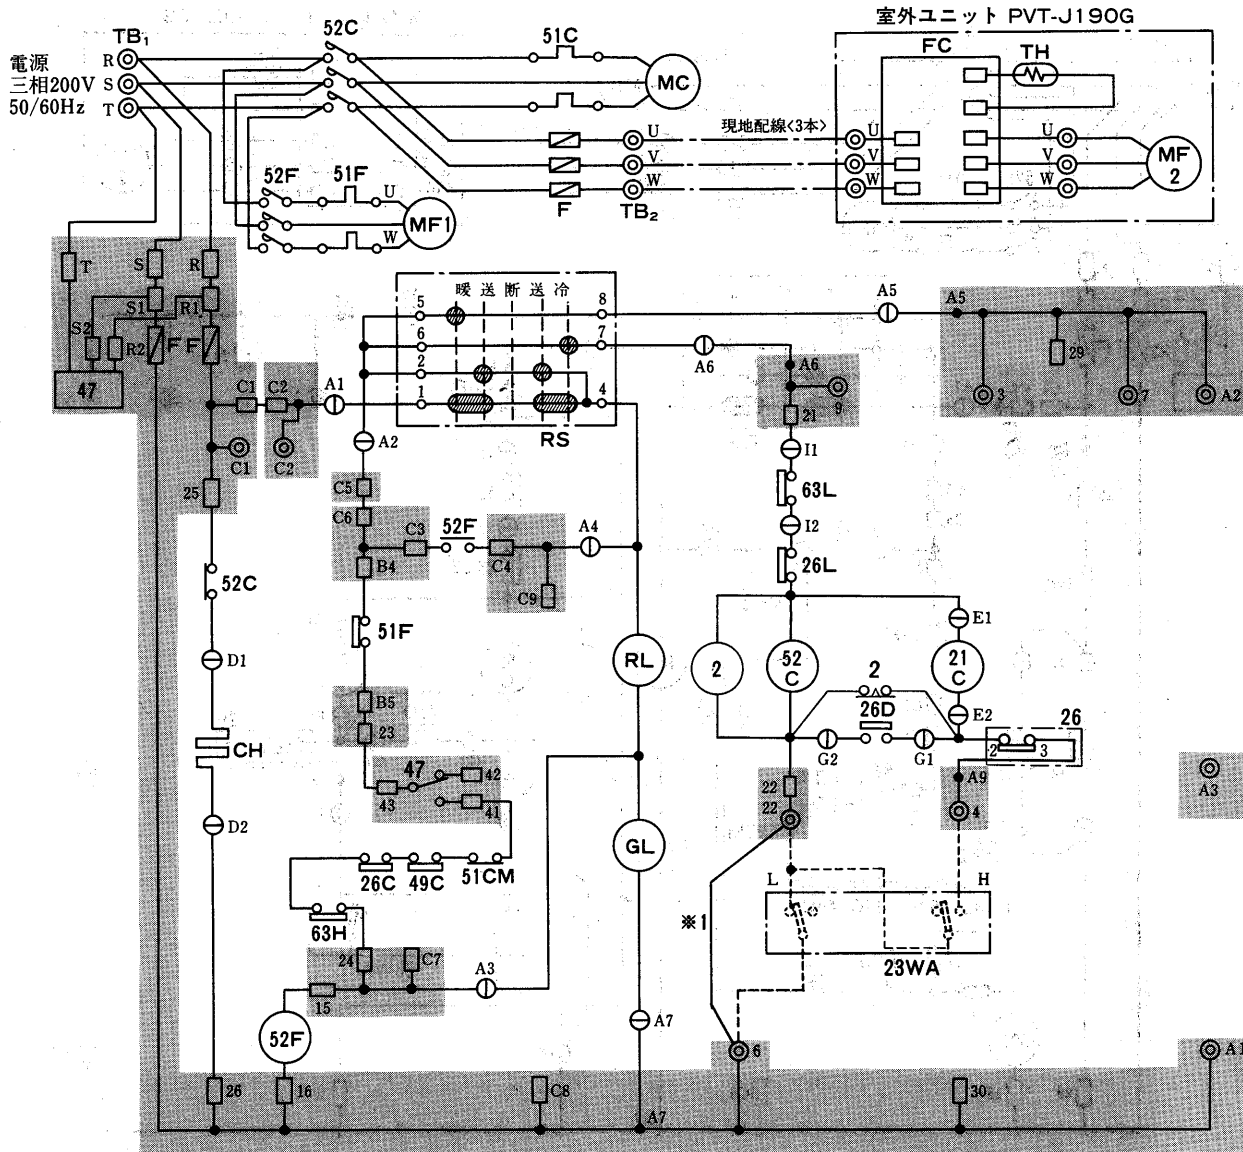 室外ユニット PVT-J190G
電源
三相200V
50/60Hz
TB1
R
S
T
52C
51C
MC
FC
TH
現地配線<3本>
U
V
W
F
TB2
U
V
W
U
V
W
MF
2
52F
51F
U
W
MF1
T
S
R
S1
R1
S2
R2
F
F
47
暖 送 断 送 冷
5
8
6
7
2
1
4
RS
A5
A5
29
3
7
A2
A6
A6
9
21
C1
C2
A1
C1
C2
25
A2
C5
C6
C3
52F
C4
A4
B4
C9
I1
63L
I2
26L
52C
D1
CH
D2
51F
B5
23
47
42
43
41
26C
49C
51CM
63H
24
C7
A3
15
52F
RL
GL
A7
2
52
C
21
C
E1
E2
2
26D
G2
G1
26
2
3
A9
22
22
4
A3
L
H
※1
23WA
6
A1
26
16
C8
A7
30